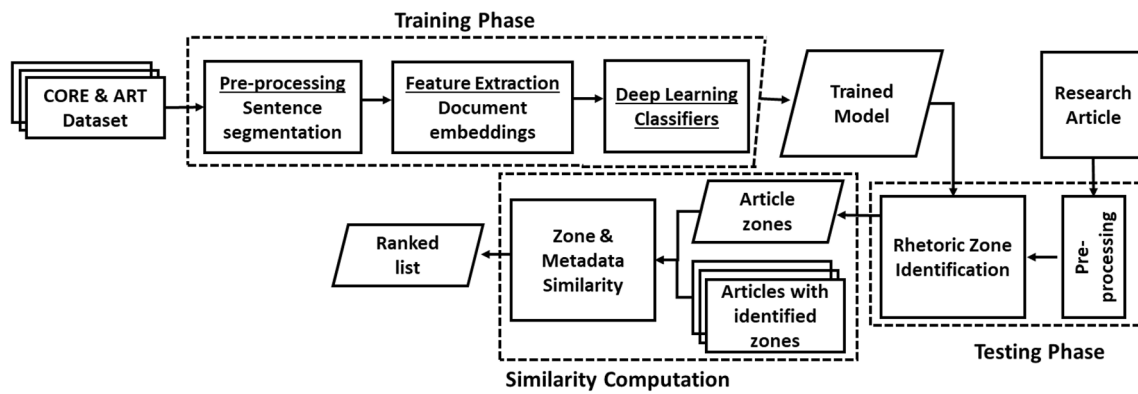 Training Phase
CORE & ART
Dataset
Pre-processing
Sentence
segmentation
Feature Extraction
Document
embeddings
Deep Learning
Classifiers
Trained
Model
Research
Article
Ranked
list
Zone &
Metadata
Similarity
Article
zones
Articles with
identified
zones
Rhetoric Zone
Identification
Pre-
processing
Testing Phase
Similarity Computation